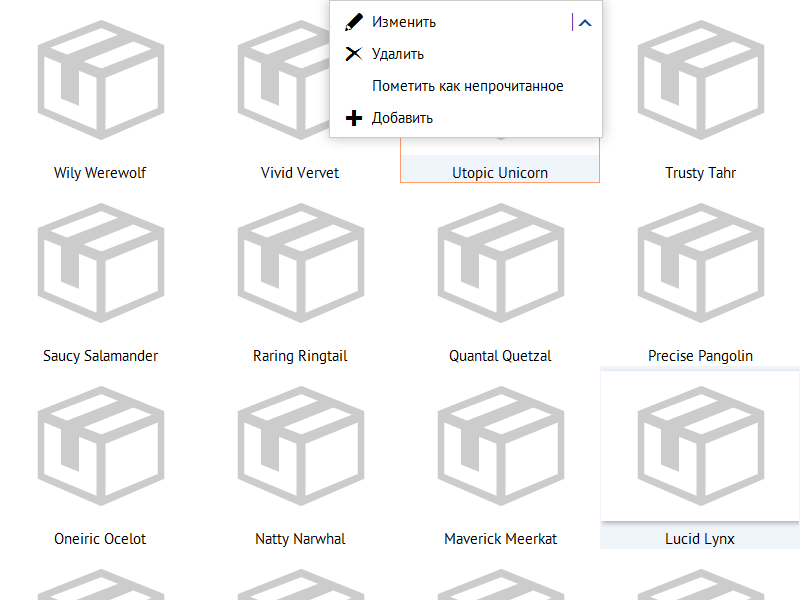 Изменить
Удалить
Пометить как непрочитанное
Добавить
Wily Werewolf
Vivid Vervet
Utopic Unicorn
Trusty Tahr
Saucy Salamander
Raring Ringtail
Quantal Quetzal
Precise Pangolin
Oneiric Ocelot
Natty Narwhal
Maverick Meerkat
Lucid Lynx